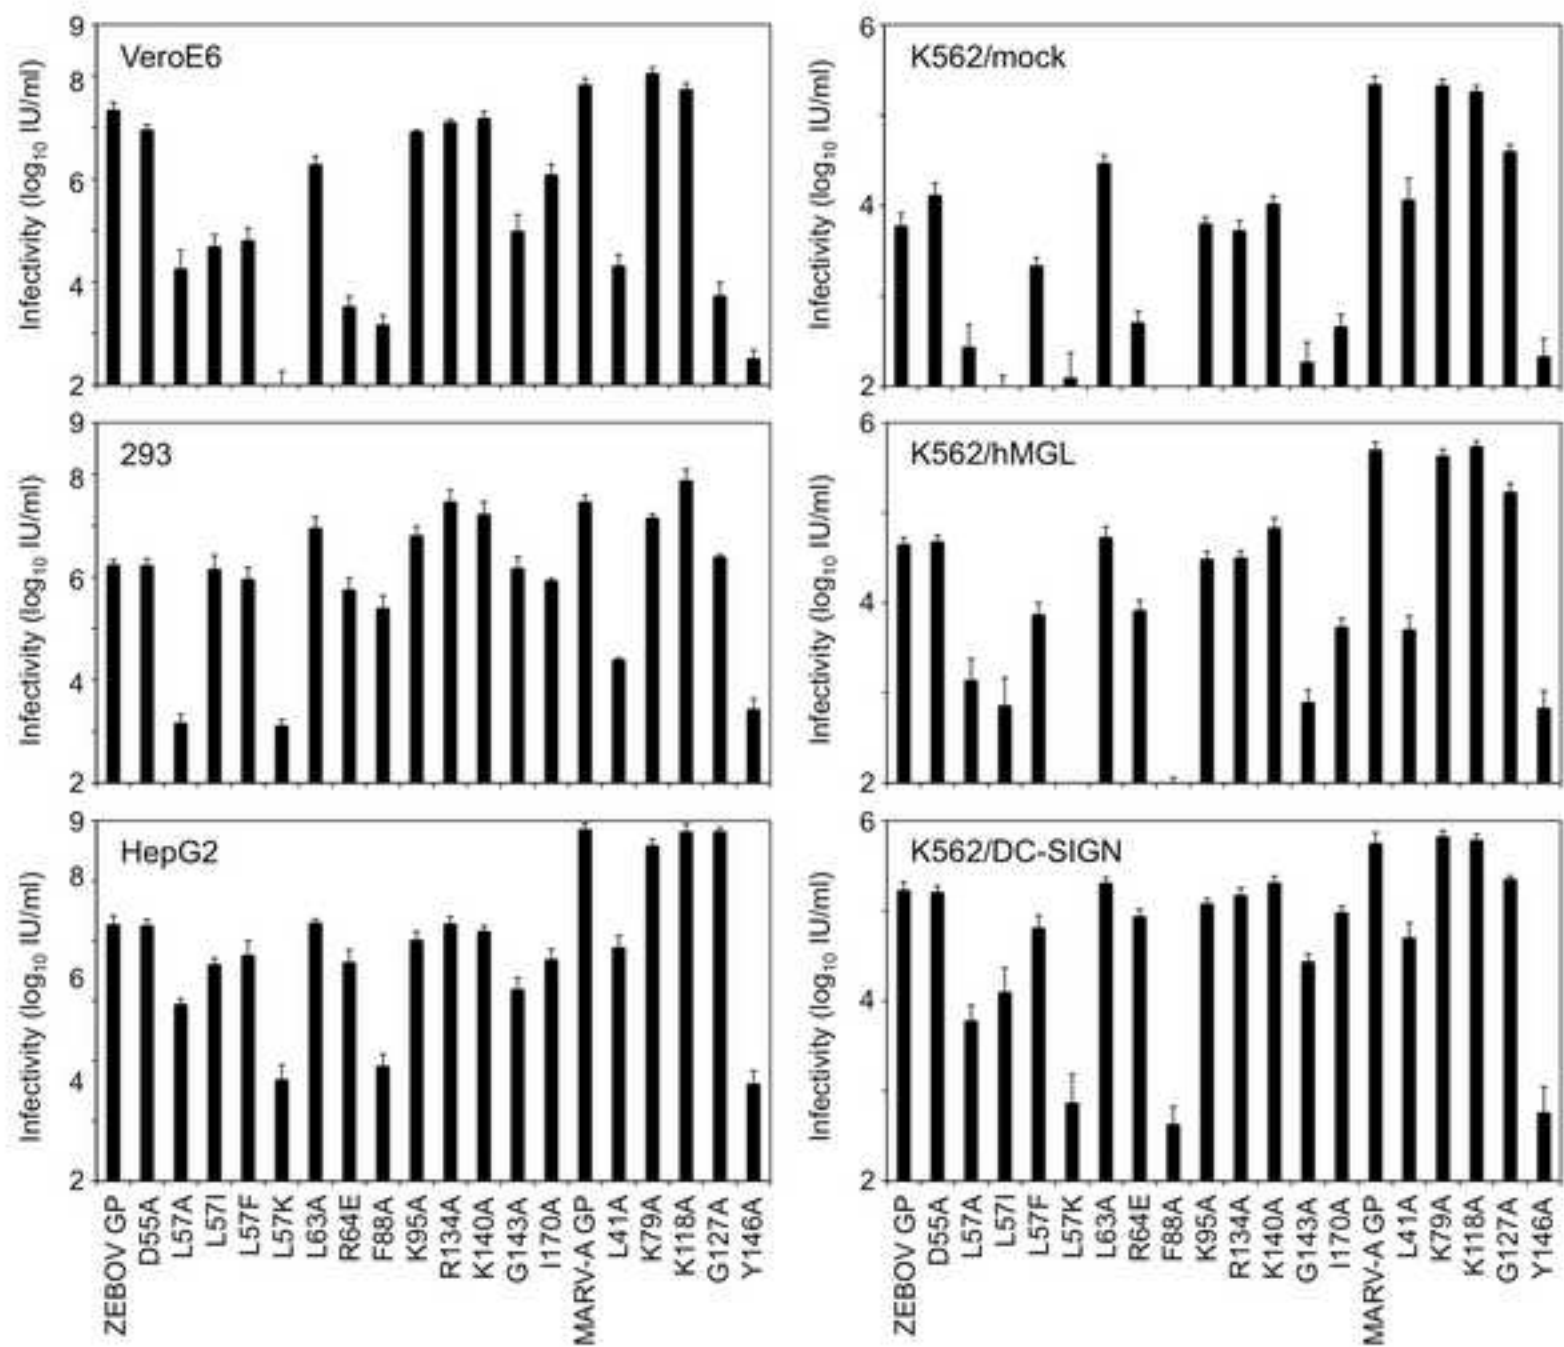 VeroE6
Infectivity (log10 IU/ml)
9
8
6
4
2
K562/mock
Infectivity (log10 IU/ml)
6
4
2
293
Infectivity (log10 IU/ml)
9
8
6
4
2
K562/hMGL
Infectivity (log10 IU/ml)
6
4
2
HepG2
Infectivity (log10 IU/ml)
9
8
6
4
2
ZEBOV GP
D55A
L57A
L57I
L57F
L57K
L63A
R64E
F88A
K95A
R134A
K140A
G143A
I170A
MARV-A GP
L41A
K79A
K118A
G127A
Y146A
K562/DC-SIGN
Infectivity (log10 IU/ml)
6
4
2
ZEBOV GP
D55A
L57A
L57I
L57F
L57K
L63A
R64E
F88A
K95A
R134A
K140A
G143A
I170A
MARV-A GP
L41A
K79A
K118A
G127A
Y146A